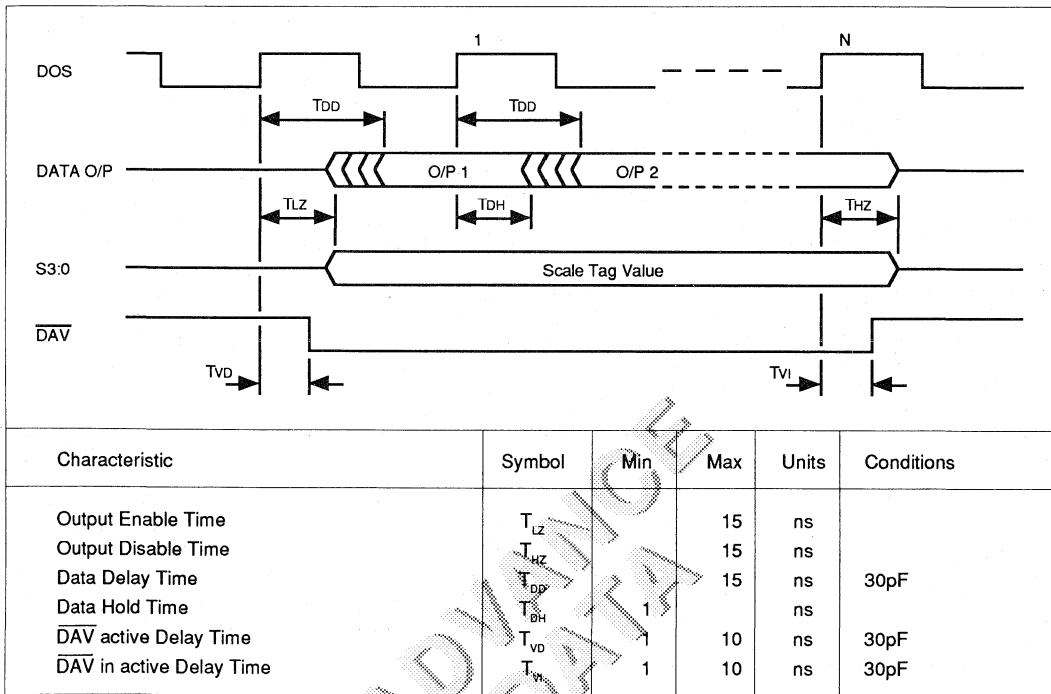 1 N
DOS
TDD TDD
DATA O/P O/P 1 O/P 2
TLZ TDH THZ
S3:0 Scale Tag Value
DAV
TVD TVI
Characteristic Symbol Min Max Units Conditions
Output Enable Time TLZ 15 ns
Output Disable Time THZ 15 ns
Data Delay Time TDD 15 ns 30pF
Data Hold Time TDH 1 ns
DAV active Delay Time TVD 1 10 ns 30pF
DAV in active Delay Time TVI 1 10 ns 30pF
ADVANCE
DATA